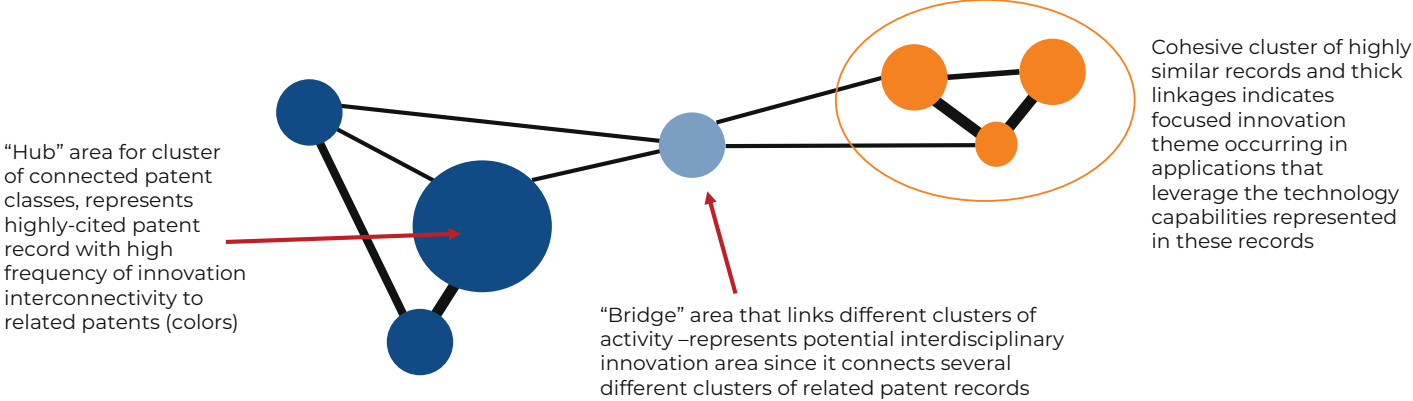 “Hub” area for cluster
of connected patent
classes, represents
highly-cited patent
record with high
frequency of innovation
interconnectivity to
related patents (colors)
“Bridge” area that links different clusters of
activity –represents potential interdisciplinary
innovation area since it connects several
different clusters of related patent records
Cohesive cluster of highly
similar records and thick
linkages indicates
focused innovation
theme occurring in
applications that
leverage the technology
capabilities represented
in these records